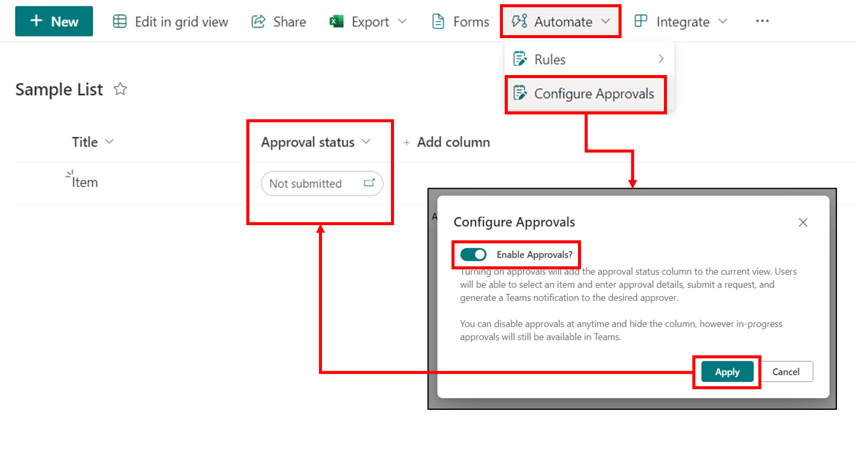 New Edit in grid view Share Export Forms Automate Integrate ...
Rules
Configure Approvals
Sample List
Title Approval status + Add column
Item Not submitted
A
Configure Approvals
Enable Approvals?
Turning on approvals will add the approval status column to the current view. Users
will be able to select an item and enter approval details, submit a request, and
generate a Teams notification to the desired approver.
You can disable approvals at anytime and hide the column, however in-progress
approvals will still be available in Teams.
Apply Cancel